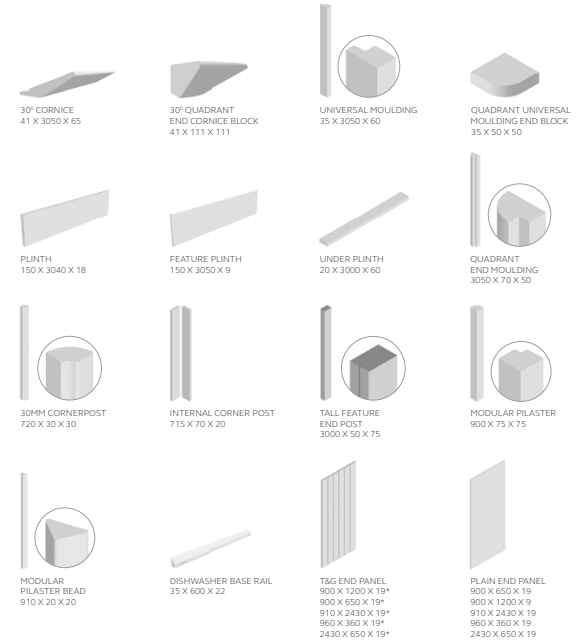 30⁰ CORNICE
41 X 3050 X 65
30⁰ QUADRANT
END CORNICE BLOCK
41 X 111 X 111
UNIVERSAL MOULDING
35 X 3050 X 60
QUADRANT UNIVERSAL
MOULDING END BLOCK
35 X 50 X 50
PLINTH
150 X 3040 X 18
FEATURE PLINTH
150 X 3050 X 9
UNDER PLINTH
20 X 3000 X 60
QUADRANT
END MOULDING
3050 X 70 X 50
30MM CORNERPOST
720 X 30 X 30
INTERNAL CORNER POST
715 X 70 X 20
TALL FEATURE
END POST
3000 X 50 X 75
MODULAR PILASTER
900 X 75 X 75
MODULAR
PILASTER BEAD
910 X 20 X 20
DISHWASHER BASE RAIL
35 X 600 X 22
T&G END PANEL
900 X 1200 X 19*
900 X 650 X 19*
910 X 2430 X 19*
960 X 360 X 19*
2430 X 650 X 19*
PLAIN END PANEL
900 X 650 X 19
900 X 1200 X 9
910 X 2430 X 19
960 X 360 X 19
2430 X 650 X 19